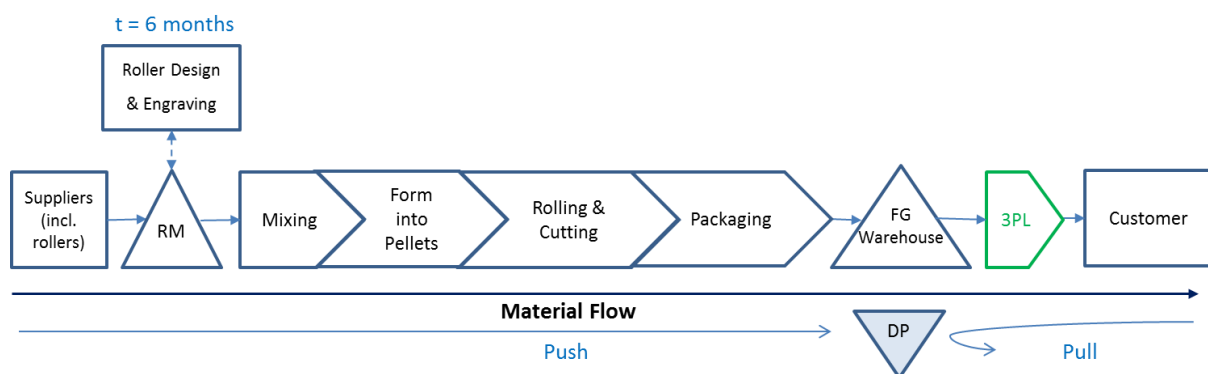 t = 6 months
Roller Design
& Engraving
Suppliers
(incl.
rollers)
RM
Mixing
Form
into
Pellets
Rolling &
Cutting
Packaging
FG
Warehouse
3PL
Customer
Material Flow
Push
DP
Pull